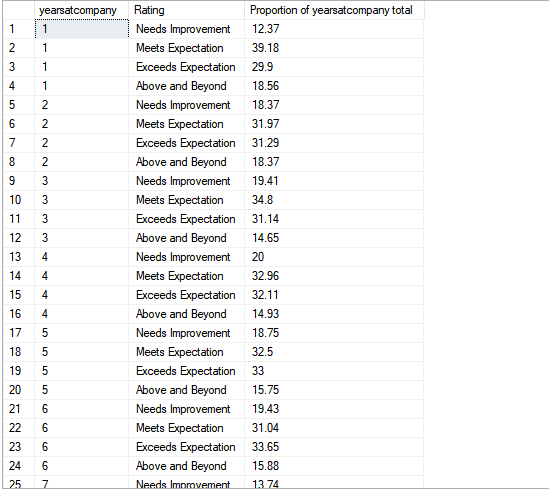 yearsatcompany Rating Proportion of yearsatcompany total
1 1 Needs Improvement 12.37
2 1 Meets Expectation 39.18
3 1 Exceeds Expectation 29.9
4 1 Above and Beyond 18.56
5 2 Needs Improvement 18.37
6 2 Meets Expectation 31.97
7 2 Exceeds Expectation 31.29
8 2 Above and Beyond 18.37
9 3 Needs Improvement 19.41
10 3 Meets Expectation 34.8
11 3 Exceeds Expectation 31.14
12 3 Above and Beyond 14.65
13 4 Needs Improvement 20
14 4 Meets Expectation 32.96
15 4 Exceeds Expectation 32.11
16 4 Above and Beyond 14.93
17 5 Needs Improvement 18.75
18 5 Meets Expectation 32.5
19 5 Exceeds Expectation 33
20 5 Above and Beyond 15.75
21 6 Needs Improvement 19.43
22 6 Meets Expectation 31.04
23 6 Exceeds Expectation 33.65
24 6 Above and Beyond 15.88
25 7 Needs Improvement 13.74